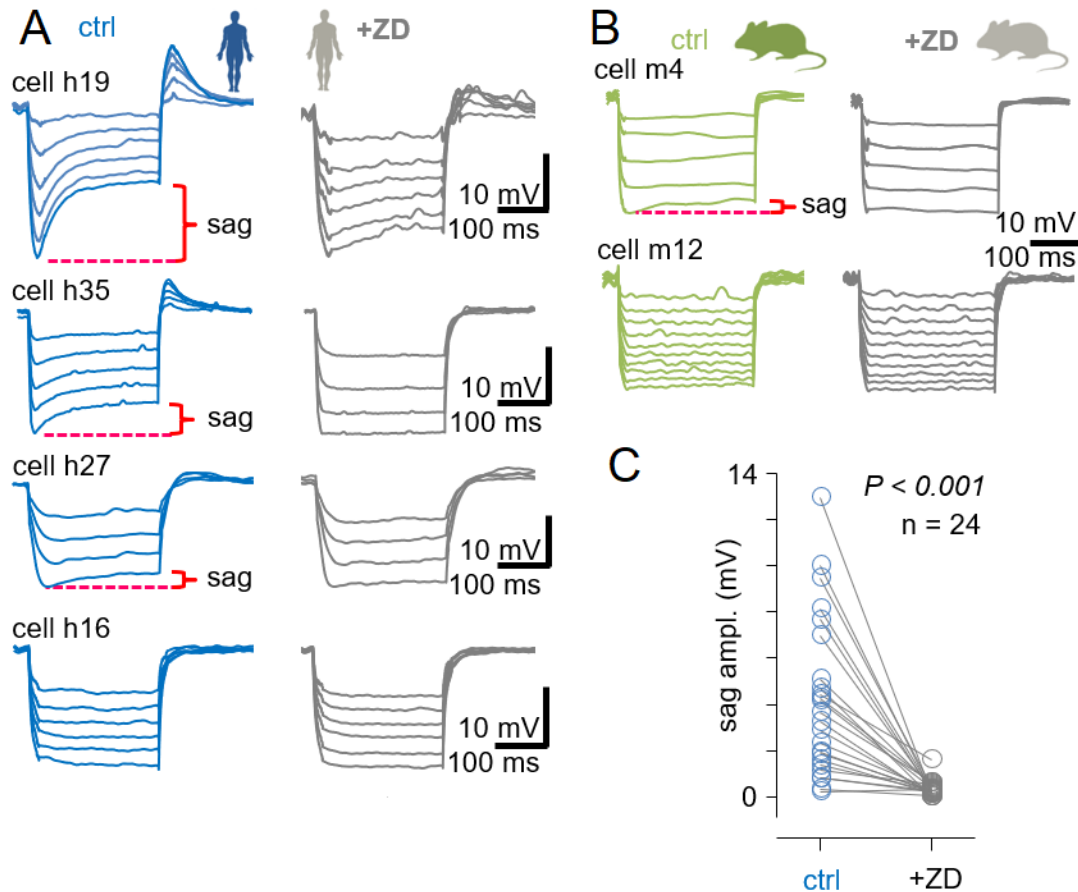 A
ctrl
+ZD
cell h19
sag
10 mV
100 ms
cell h35
sag
10 mV
100 ms
cell h27
sag
10 mV
100 ms
cell h16
10 mV
100 ms
B
ctrl
+ZD
cell m4
sag
10 mV
100 ms
cell m12
C
14
P < 0.001
n = 24
sag ampl. (mV)
0
ctrl
+ZD